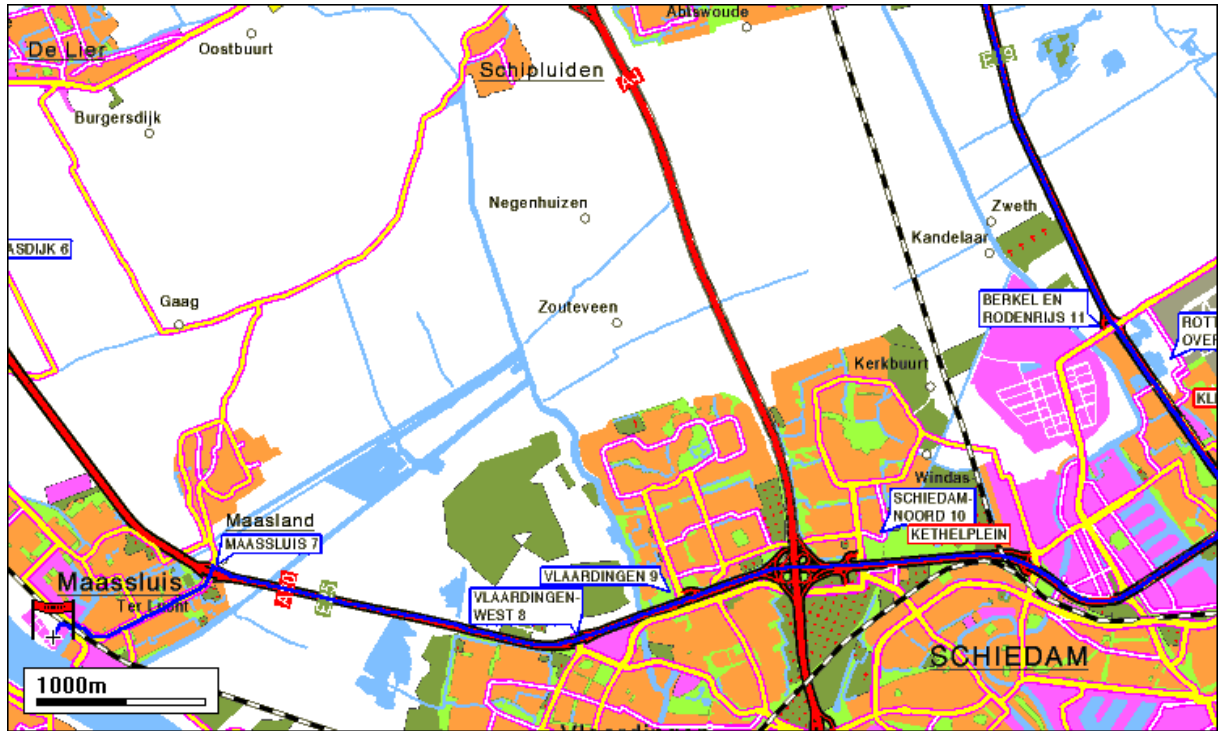 Abtswoude
De Lier
Oostbuurt
Schipluiden
A4
E19
Burgersdijk
Negenhuizen
Zweth
Kandelaar
ASDIJK 6
Gaag
Zouteveen
BERKEL EN
RODENRIJS 11
ROTT
OVER
Kerkbuurt
KL
Windas
Maasland
SCHIEDAM-
NOORD 10
KETHELPLEIN
MAASSLUIS 7
VLAARDINGEN 9
Maassluis
A20
E25
VLAARDINGEN-
WEST 8
Ter Lucht
SCHIEDAM
1000m
Vlaardingen